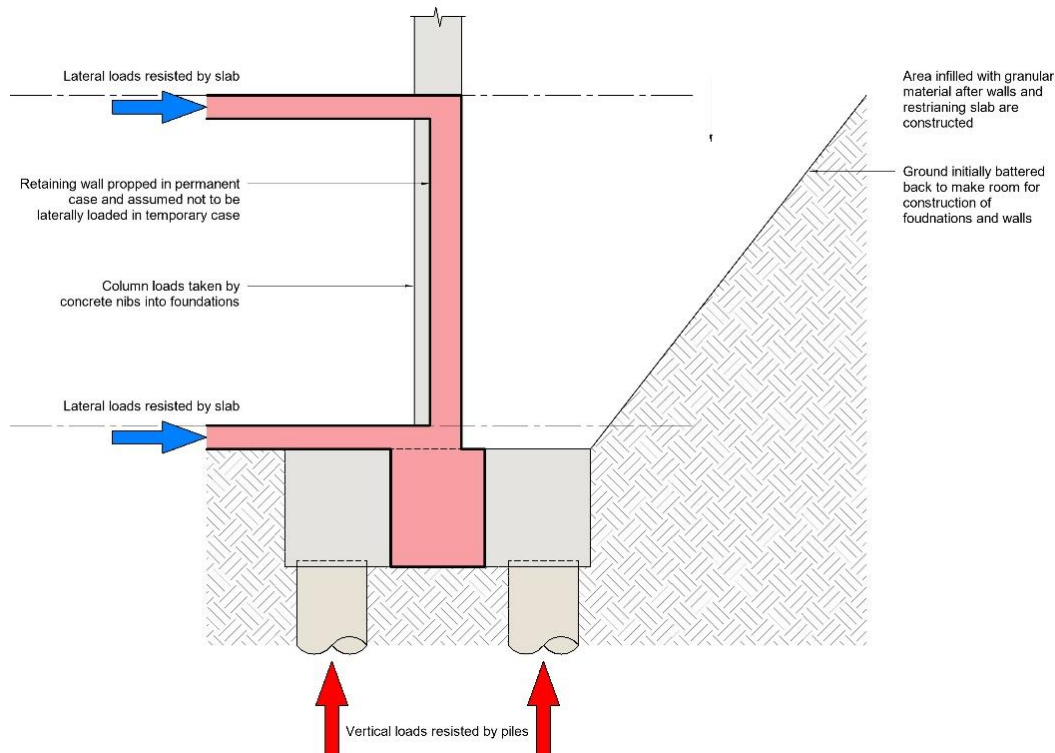 Lateral loads resisted by slab
Area infilled with granular
material after walls and
restrianing slab are
constructed
Retaining wall propped in permanent
case and assumed not to be
laterally loaded in temporary case
Ground initially battered
back to make room for
construction of
foudnations and walls
Column loads taken by
concrete nibs into foundations
Lateral loads resisted by slab
Vertical loads resisted by piles